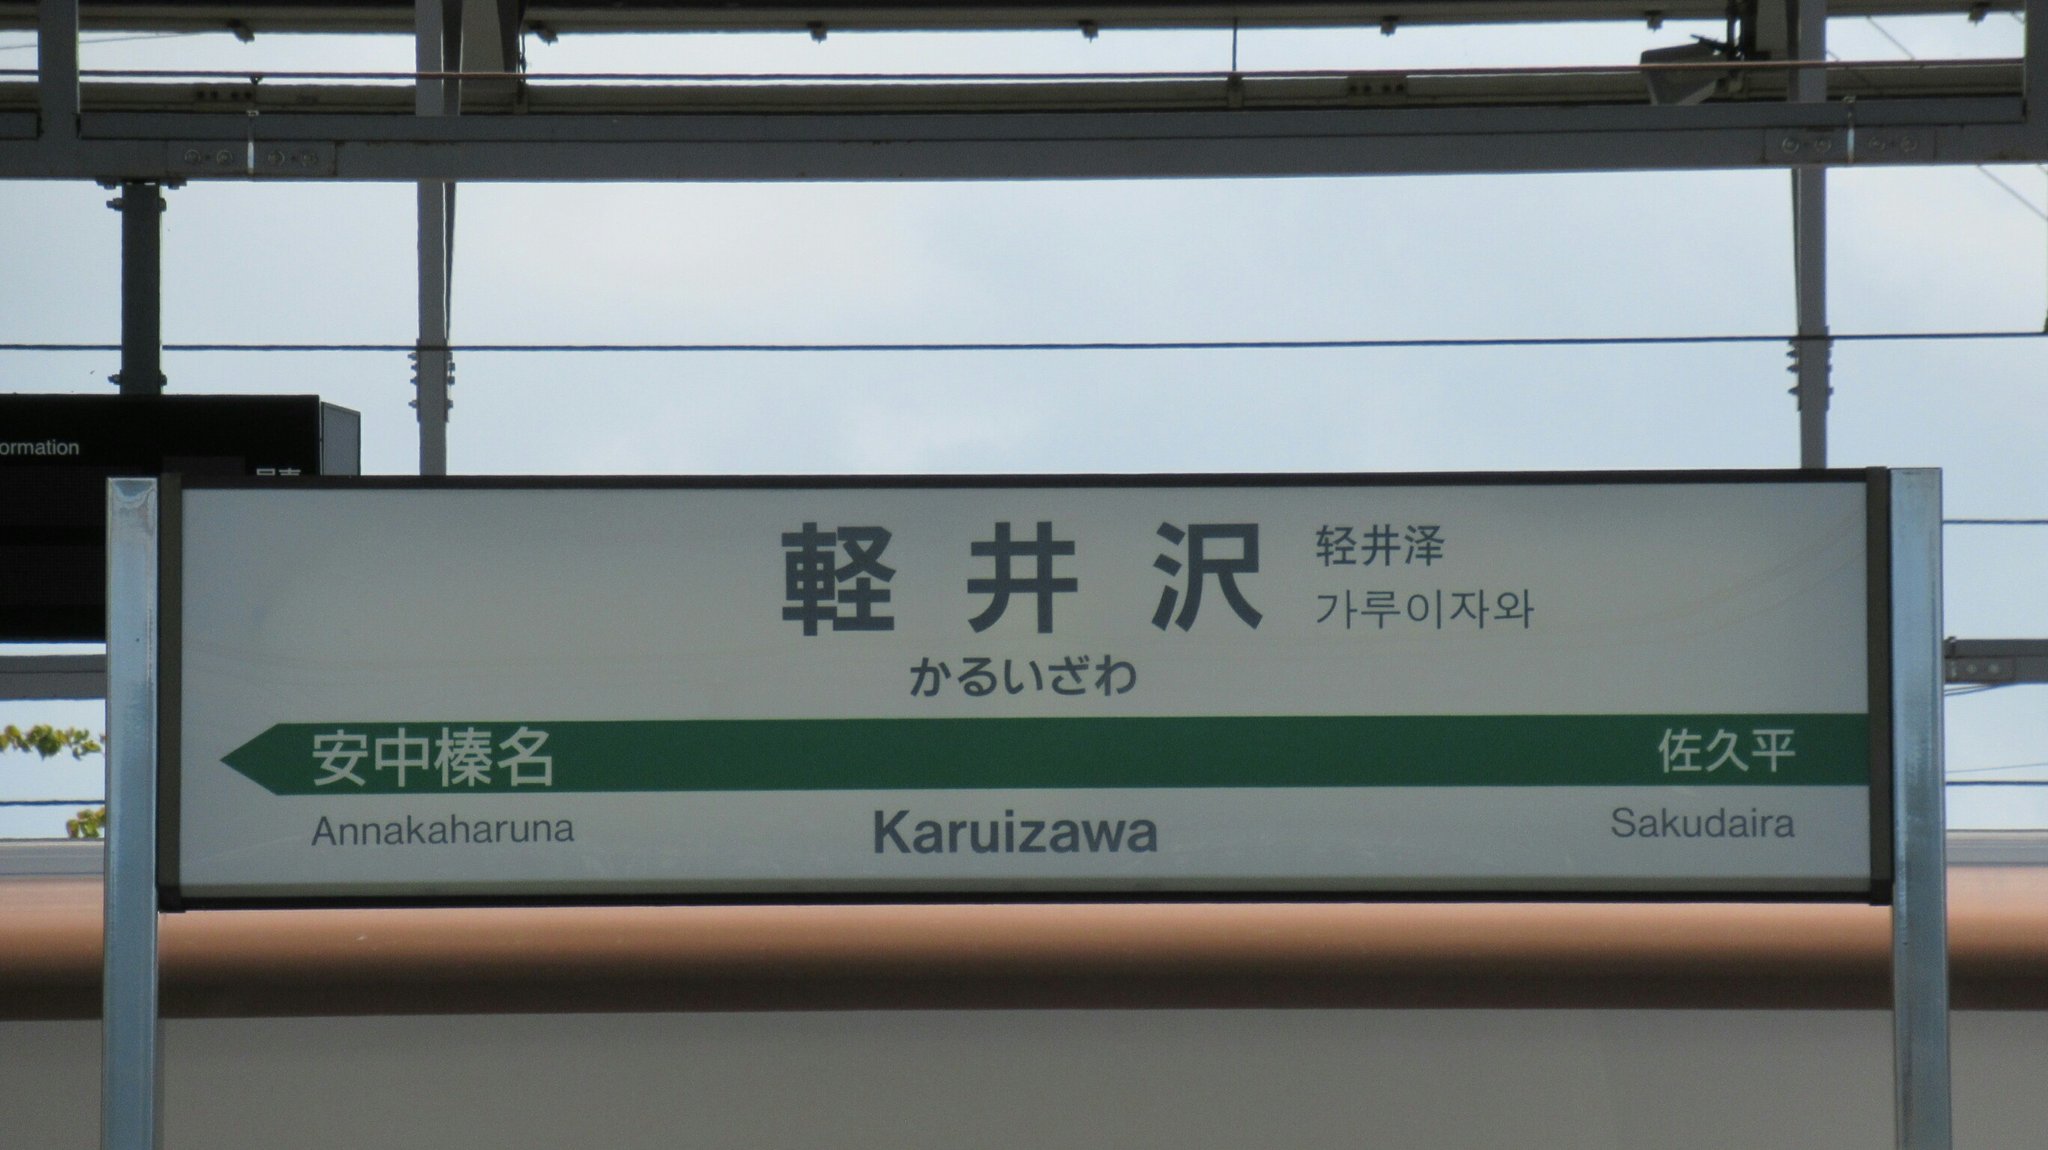 ormation
軽井沢
轻井泽
가루이자와
かるいざわ
安中榛名
佐久平
Annakaharuna
Karuizawa
Sakudaira